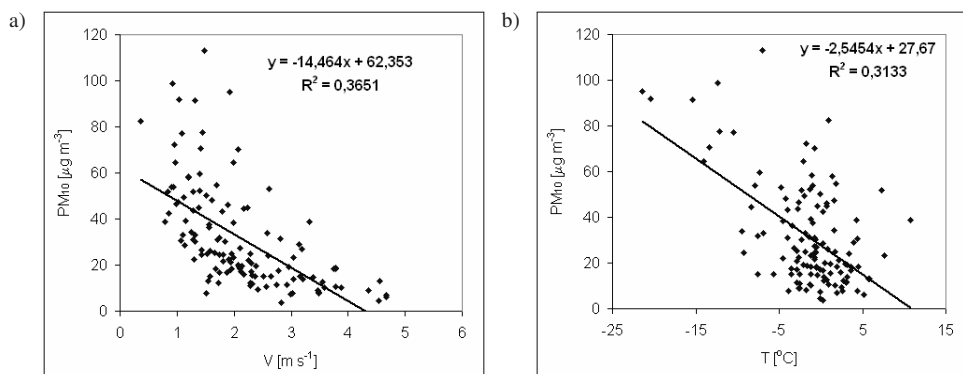 a)
120
100
80
60
40
20
0
PM10 [μg m-3]
y = -14,464x + 62,353
R2 = 0,3651
0 1 2 3 4 5 6
V [m s-1]
b)
120
100
80
60
40
20
0
PM10 [μg m-3]
y = -2,5454x + 27,67
R2 = 0,3133
-25 -15 -5 5 15
T [oC]